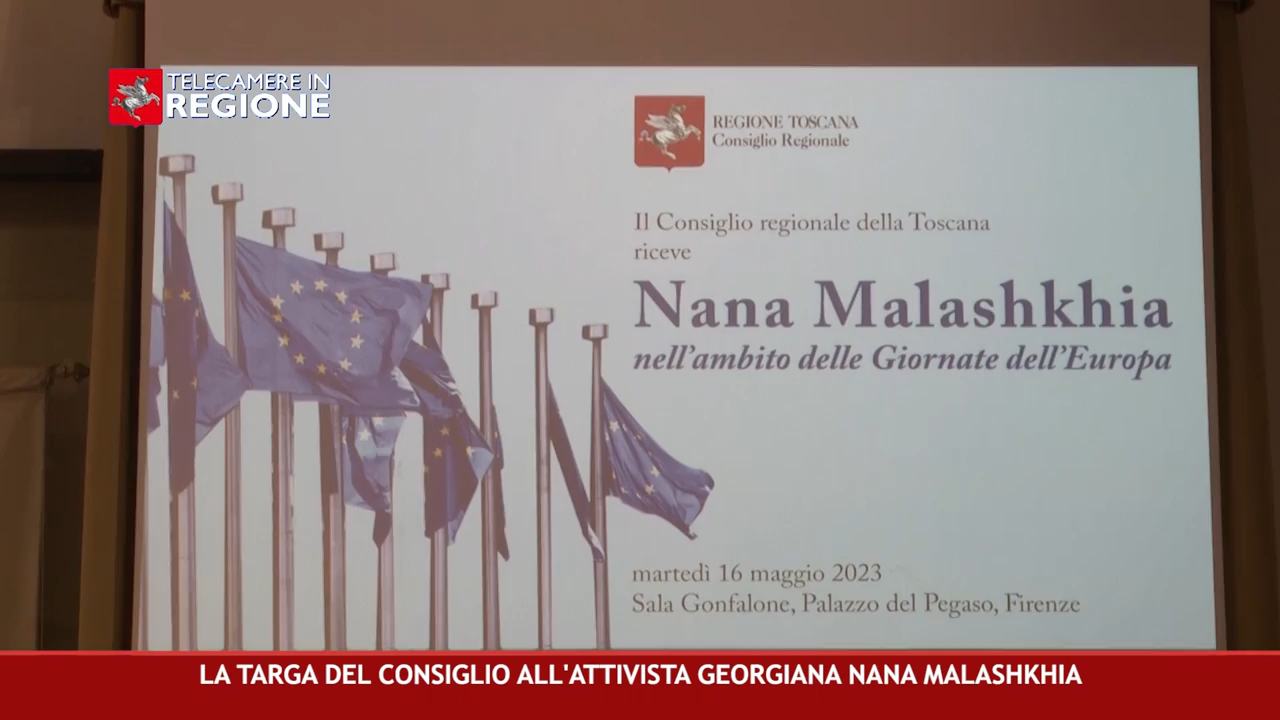 TELECAMERE IN
REGIONE
REGIONE TOSCANA
Consiglio Regionale
Il Consiglio regionale della Toscana
riceve
Nana Malashkhia
nell'ambito delle Giornate dell'Europa
martedì 16 maggio 2023
Sala Gonfalone, Palazzo del Pegaso, Firenze
LA TARGA DEL CONSIGLIO ALL'ATTIVISTA GEORGIANA NANA MALASHKHIA